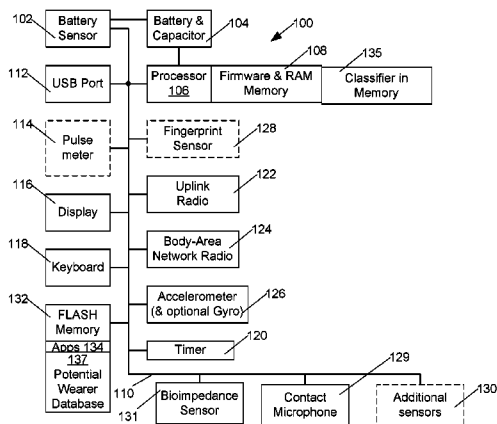 102
Battery
Sensor
Battery &
Capacitor
104
100
108
135
112
USB Port
Processor
106
Firmware & RAM
Memory
Classifier in
Memory
114
Pulse
meter
Fingerprint
Sensor
128
116
Display
Uplink
Radio
122
118
Keyboard
Body-Area
Network Radio
124
132
FLASH
Memory
Accelerometer
(& optional Gyro)
126
Apps 134
137
Potential
Wearer
Database
Timer
120
110
131
Bioimpedance
Sensor
129
Contact
Microphone
Additional
sensors
130